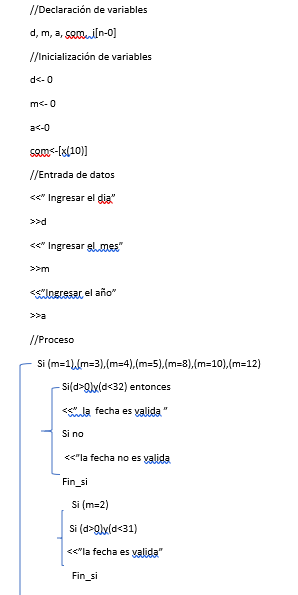 //Declaración de variables
d, m, a, com, i[n-0]
//Inicialización de variables
d<- 0
m<- 0
a<-0
com<-[x(10)]
//Entrada de datos
<<" Ingresar el dia"
>>d
<<" Ingresar el mes"
>>m
<<"Ingresar el año"
>>a
//Proceso
Si (m=1),(m=3),(m=4),(m=5),(m=8),(m=10),(m=12)
Si(d>0)y(d<32) entonces
<<" la fecha es valida "
Si no
<<"la fecha no es valida
Fin_si
Si (m=2)
Si (d>0)y(d<31)
<<"la fecha es valida"
Fin_si